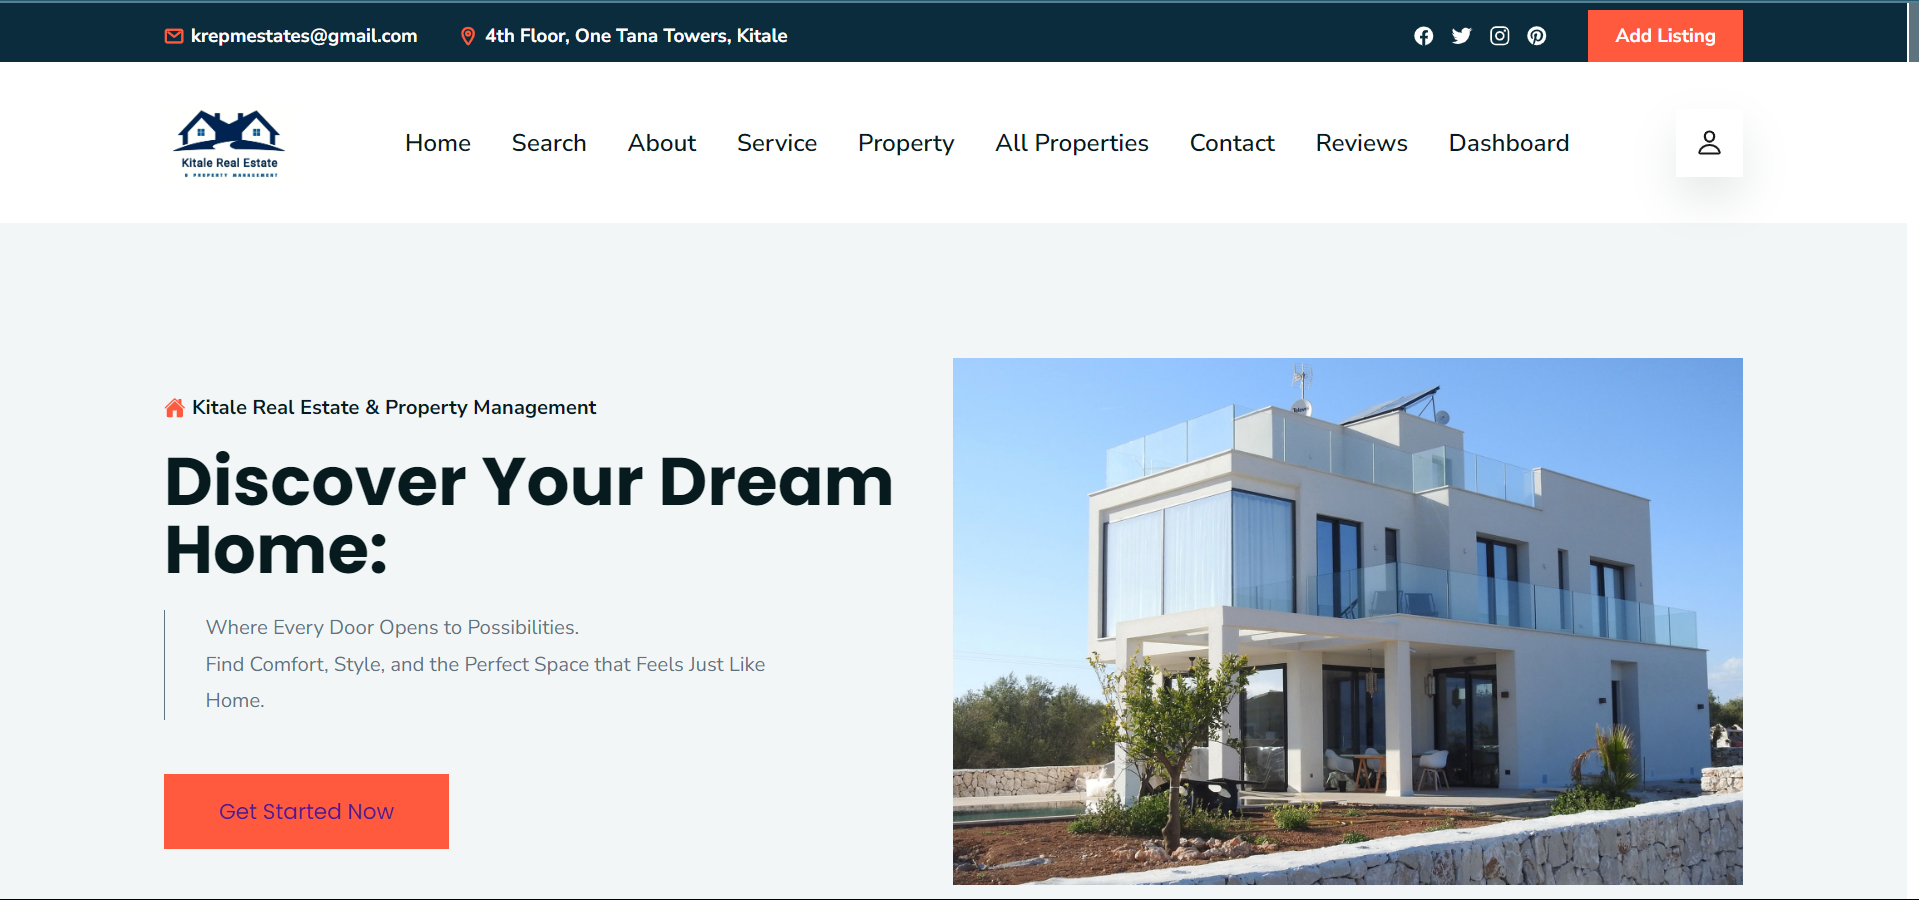 krepmestates@gmail.com
4th Floor, One Tana Towers, Kitale
Add Listing
Kitale Real Estate
& PROPERTY MANAGEMENT
Home Search About Service Property All Properties Contact Reviews Dashboard
Kitale Real Estate & Property Management
Discover Your Dream
Home:
Where Every Door Opens to Possibilities.
Find Comfort, Style, and the Perfect Space that Feels Just Like
Home.
Get Started Now